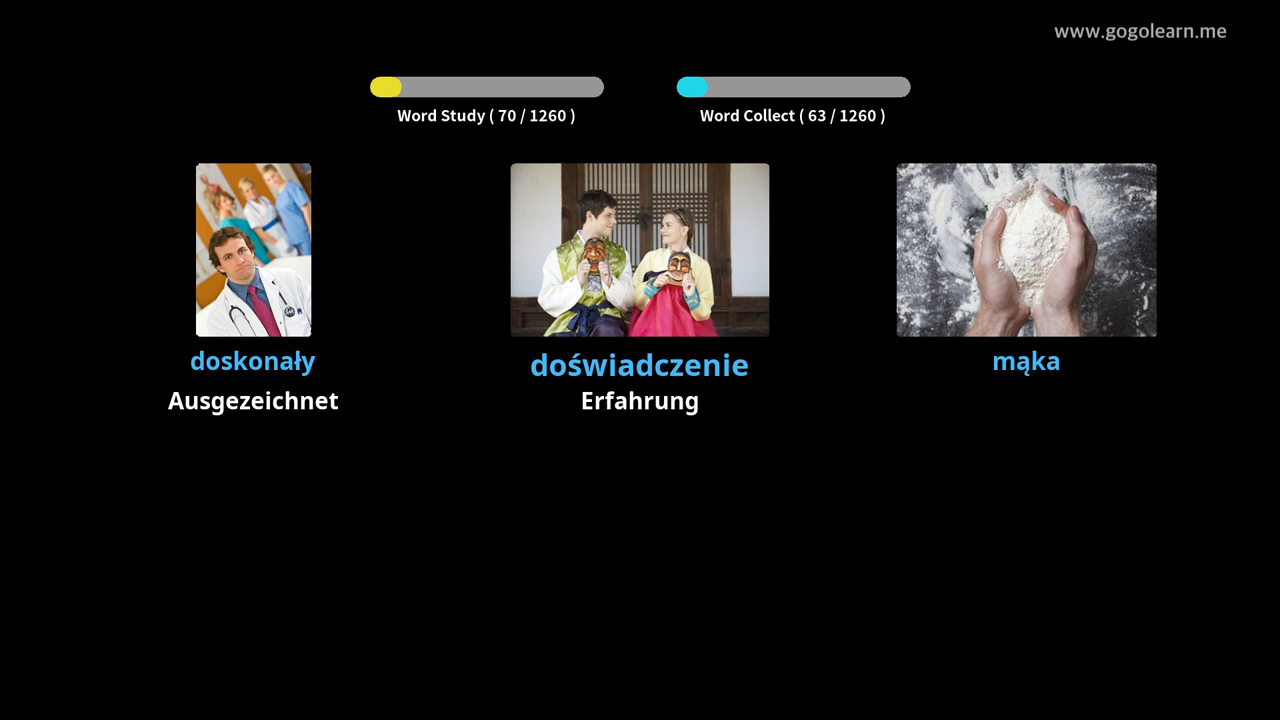 www.gogolearn.me
Word Study ( 70 / 1260 )
Word Collect ( 63 / 1260 )
doskonały
doświadczenie
mąka
Ausgezeichnet
Erfahrung